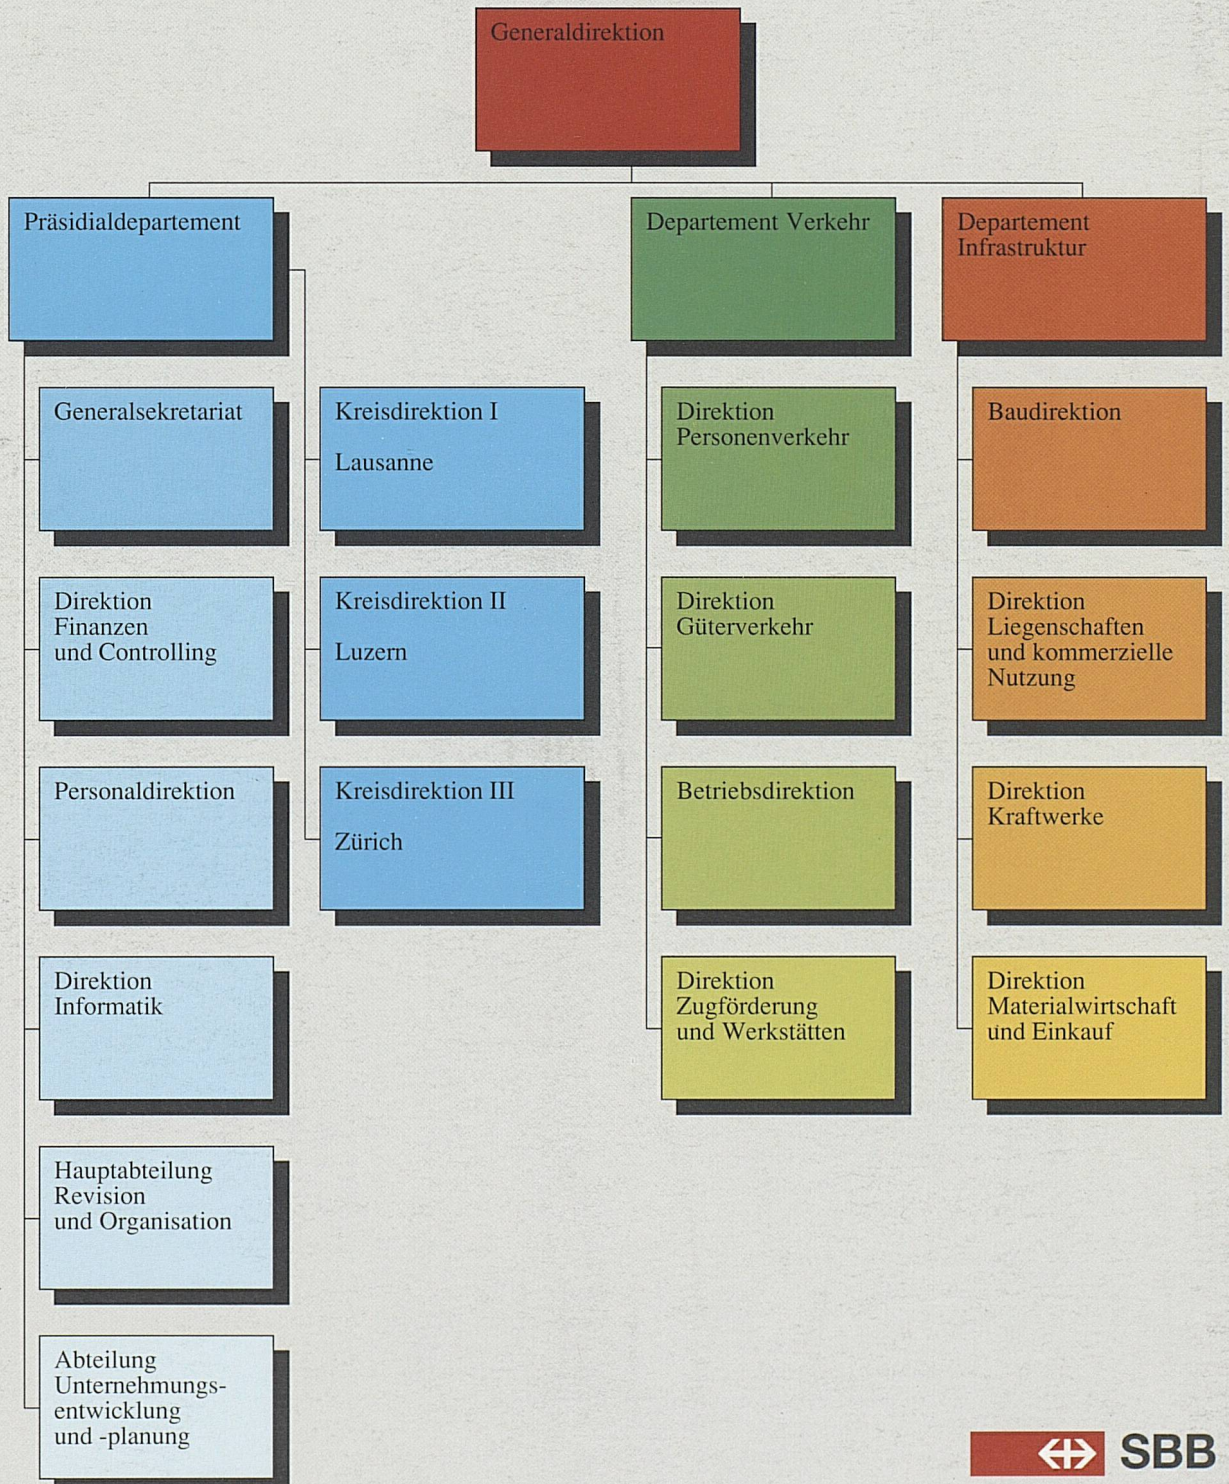 Generaldirektion
Präsidialdepartement
Departement Verkehr
Departement
Infrastruktur
Generalsekretariat
Kreisdirektion I
Lausanne
Direktion
Personenverkehr
Baudirektion
Direktion
Finanzen
und Controlling
Kreisdirektion II
Luzern
Direktion
Güterverkehr
Direktion
Liegenschaften
und kommerzielle
Nutzung
Personaldirektion
Kreisdirektion III
Zürich
Betriebsdirektion
Direktion
Kraftwerke
Direktion
Informatik
Direktion
Zugförderung
und Werkstätten
Direktion
Materialwirtschaft
und Einkauf
Hauptabteilung
Revision
und Organisation
Abteilung
Unternehmungs-
entwicklung
und -planung
SBB